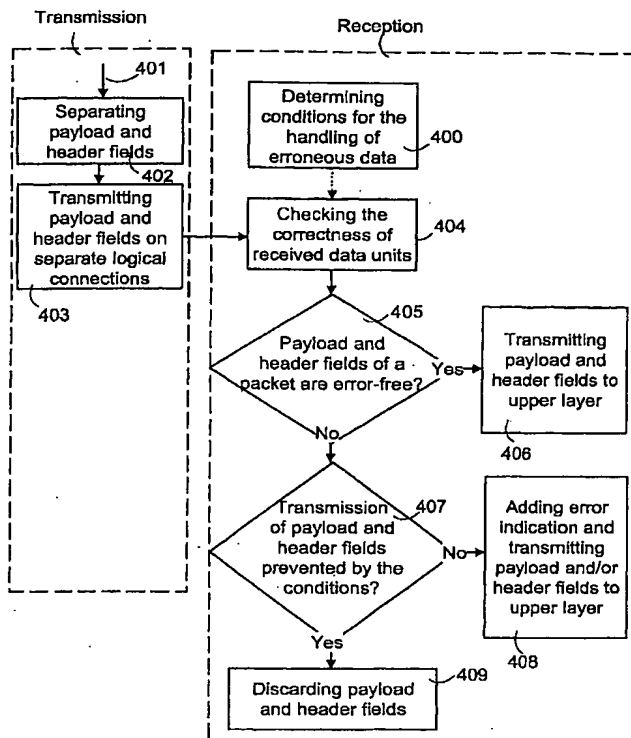 Transmission
Reception
401
Separating
payload and
header fields
402
Transmitting
payload and
header fields on
separate logical
connections
403
Determining
conditions for the
handling of
erroneous data
400
Checking the
correctness of
received data units
404
405
Payload and
header fields of a
packet are error-free?
Yes
Transmitting
payload and
header fields to
upper layer
406
No
407
Transmission
of payload and
header fields
prevented by the
conditions?
No
Adding error
indication and
transmitting
payload and/or
header fields to
upper layer
408
Yes
409
Discarding payload
and header fields